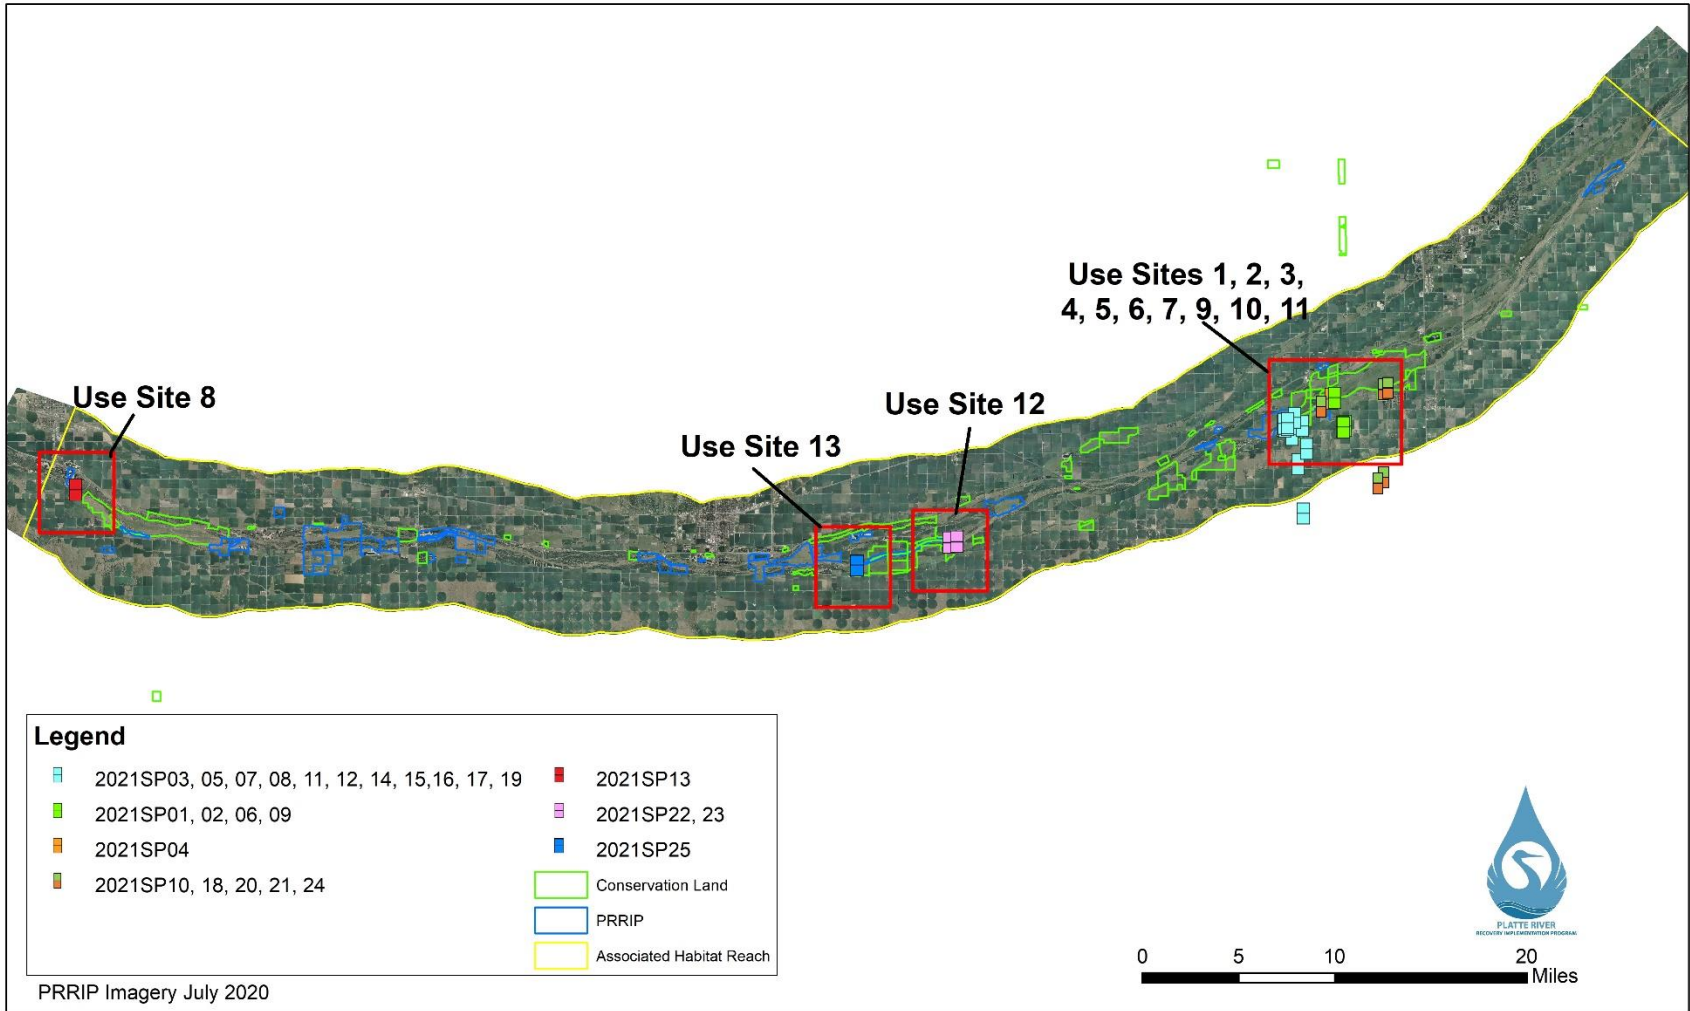 Use Sites 1, 2, 3,
4, 5, 6, 7, 9, 10, 11
Use Site 8
Use Site 12
Use Site 13
Legend
2021SP03, 05, 07, 08, 11, 12, 14, 15,16, 17, 19
2021SP01, 02, 06, 09
2021SP04
2021SP10, 18, 20, 21, 24
2021SP13
2021SP22, 23
2021SP25
Conservation Land
PRRIP
Associated Habitat Reach
PRRIP Imagery July 2020
PLATTE RIVER
RECOVERY IMPLEMENTATION PROGRAM
0 5 10 20
Miles